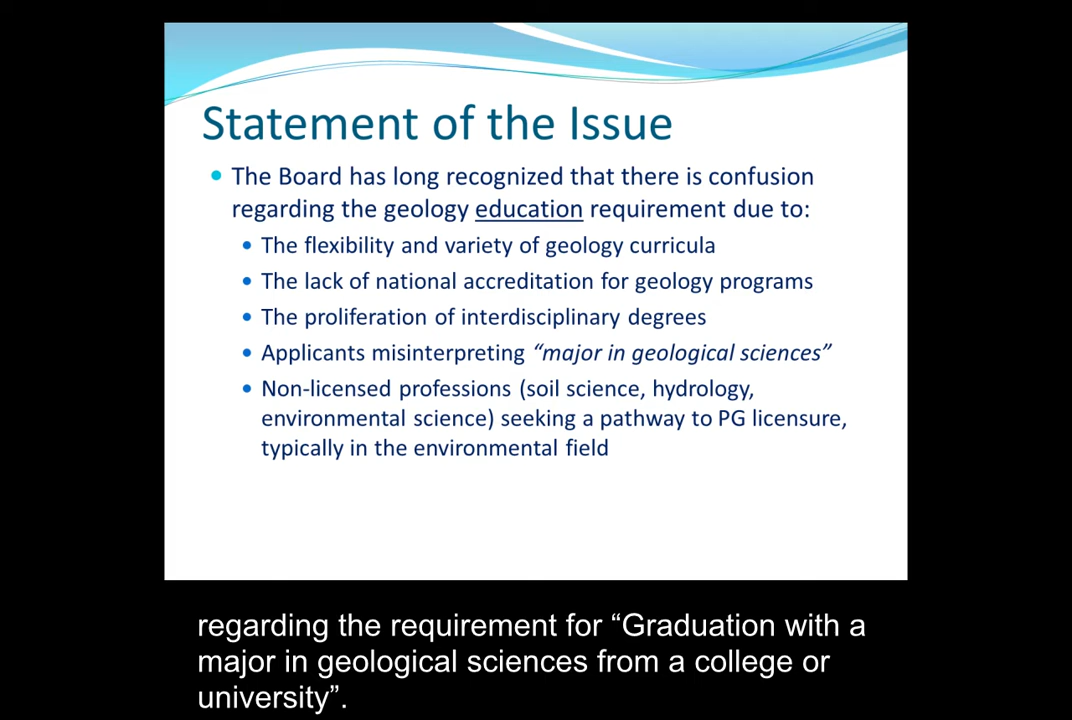 Statement of the Issue
The Board has long recognized that there is confusion
regarding the geology education requirement due to:
The flexibility and variety of geology curricula
The lack of national accreditation for geology programs
The proliferation of interdisciplinary degrees
Applicants misinterpreting “major in geological sciences”
Non-licensed professions (soil science, hydrology,
environmental science) seeking a pathway to PG licensure,
typically in the environmental field
regarding the requirement for “Graduation with a
major in geological sciences from a college or
university”.